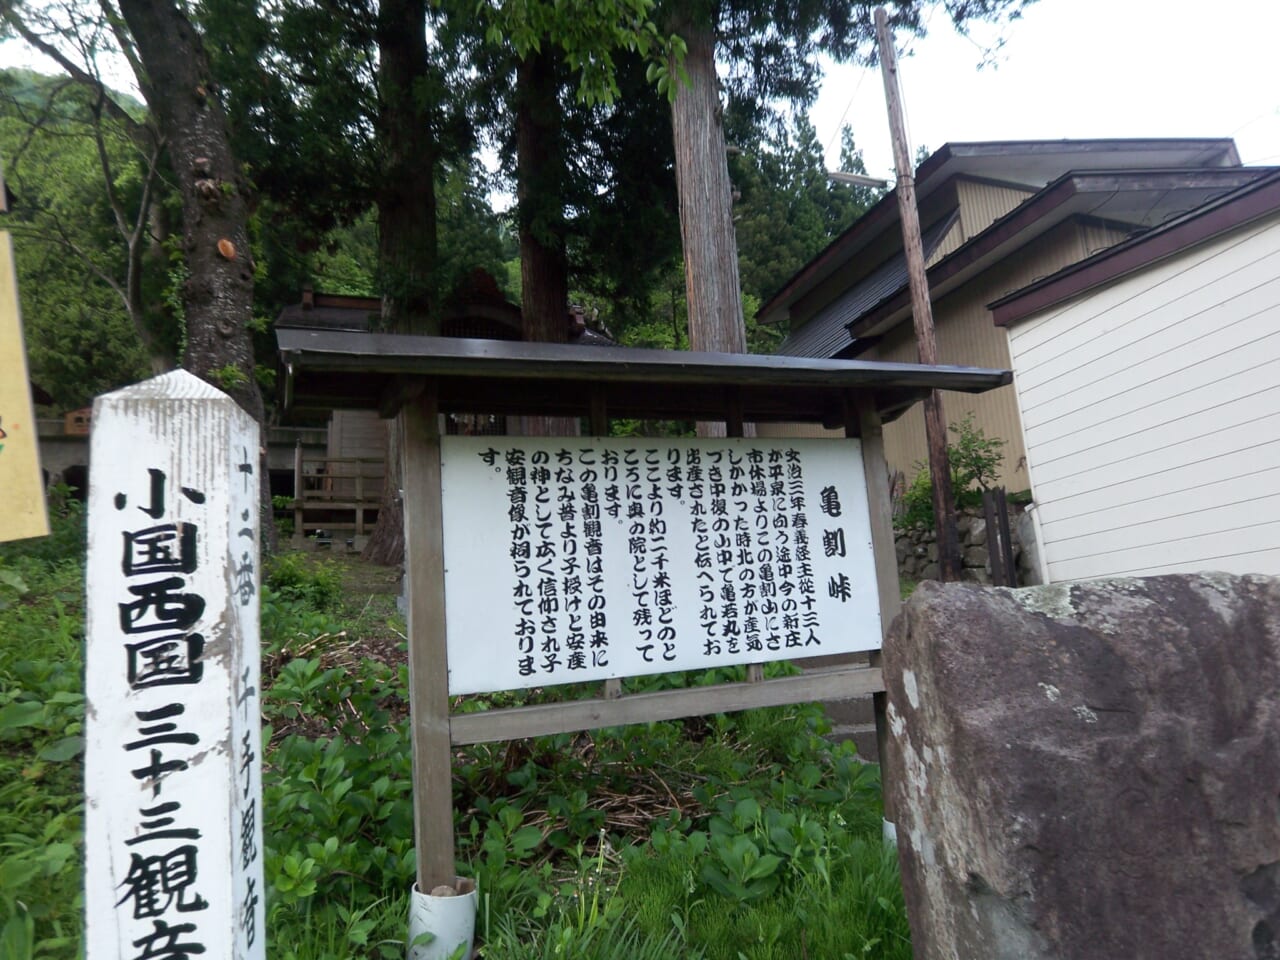 亀割峠
文治三年春義経主従十三人
が平泉に向う途中今の新庄
市休場よりこの亀割山にさ
しかかった時北の方が産気
づき中復の山中で亀若丸を
出産されたと伝へられてお
ります。
ここより約二千米ほどのと
ころに奥の院として残って
おります。
この亀割観音はその由来に
ちなみ昔より子授けと安産
の神として広く信仰され子
安観音像が祠られておりま
す。
小国西国三十三観音
十二番 千手観音